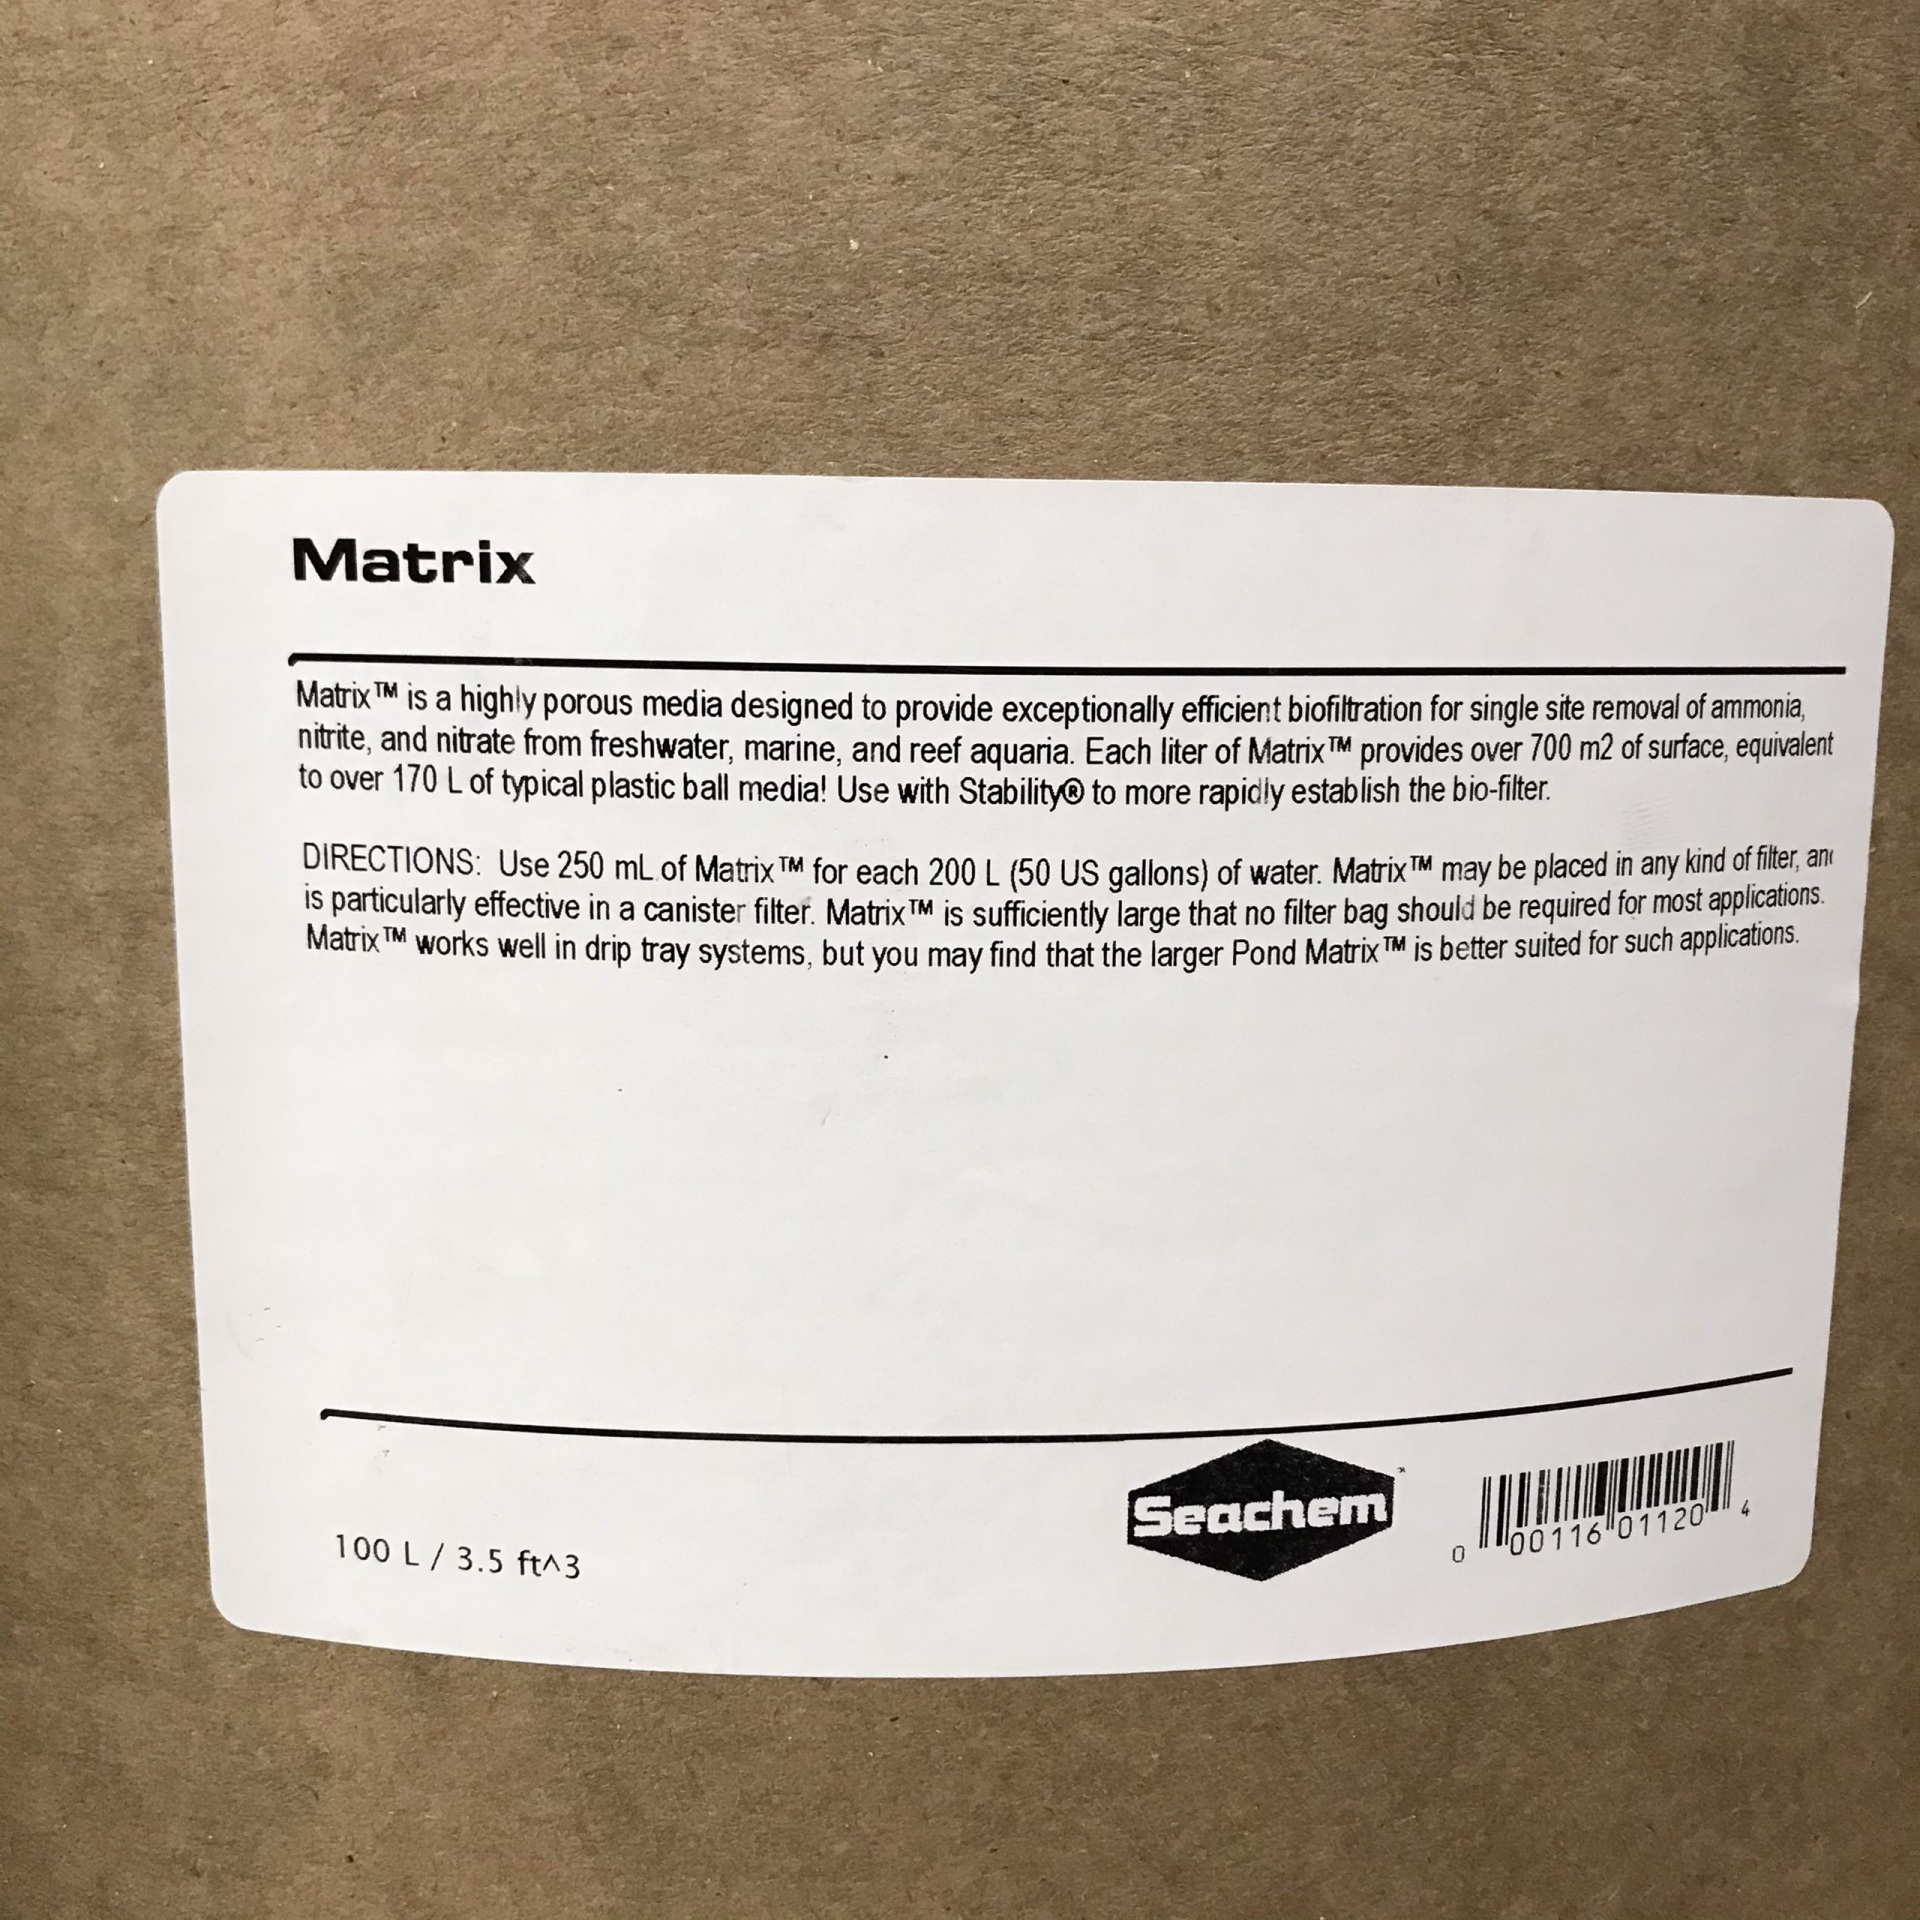 Matrix
Matrix™ is a highly porous media designed to provide exceptionally efficient biofiltration for single site removal of ammonia,
nitrite, and nitrate from freshwater, marine, and reef aquaria. Each liter of Matrix™ provides over 700 m2 of surface, equivalent
to over 170 L of typical plastic ball media! Use with Stability® to more rapidly establish the bio-filter.
DIRECTIONS: Use 250 mL of Matrix™ for each 200 L (50 US gallons) of water. Matrix™ may be placed in any kind of filter, an
is particularly effective in a canister filter. Matrix™ is sufficiently large that no filter bag should be required for most applications.
Matrix™ works well in drip tray systems, but you may find that the larger Pond Matrix™ is better suited for such applications.
Seachem
0 00116 01120 4
100 L / 3.5 ft^3